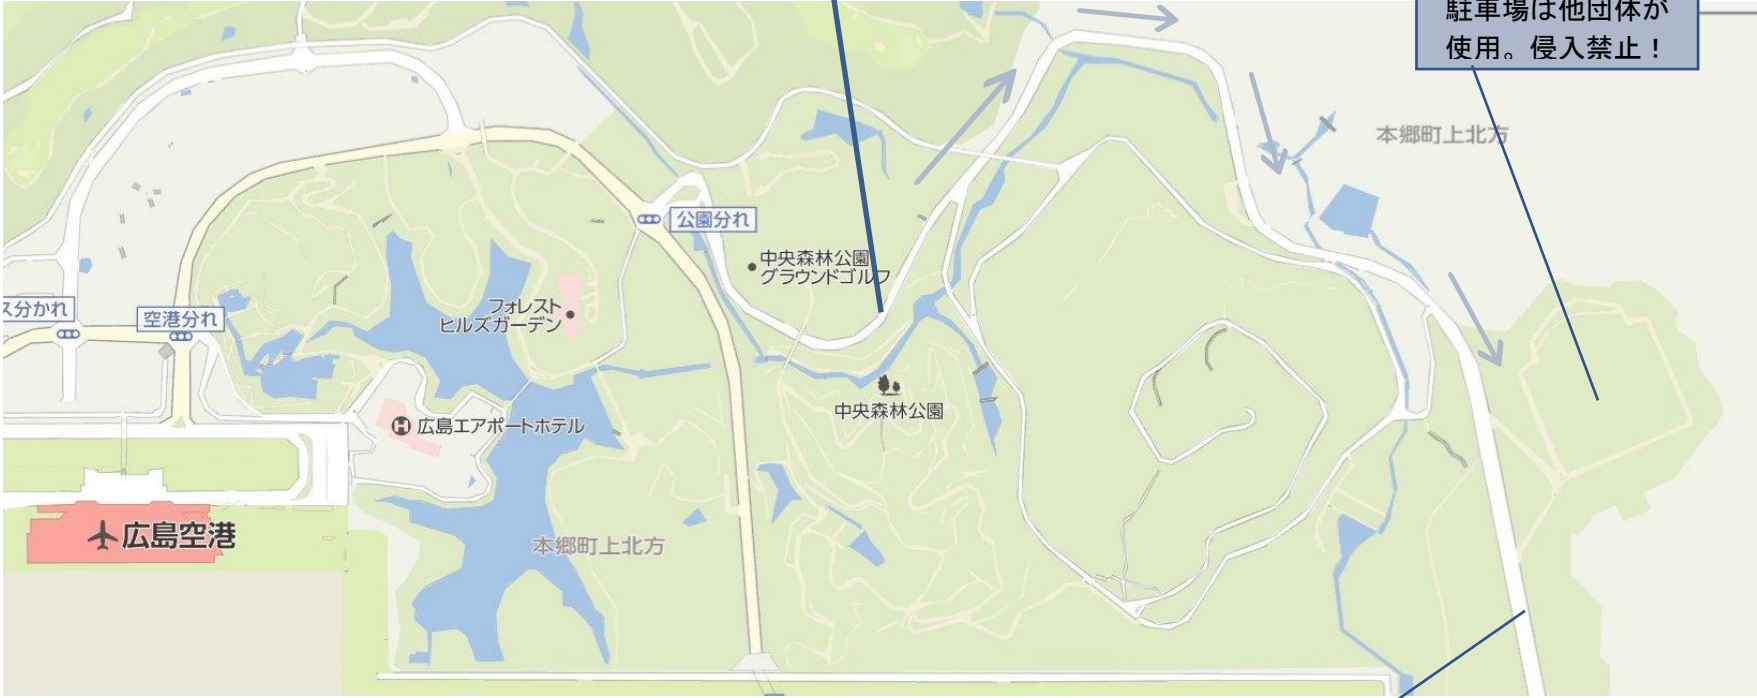 駐車場は他団体が
使用。侵入禁止！
本郷町上北方
公園分れ
中央森林公園
グラウンドゴルフ
ス分かれ
空港分れ
フォレスト
ヒルズガーデン
中央森林公園
H 広島エアポートホテル
広島空港
本郷町上北方